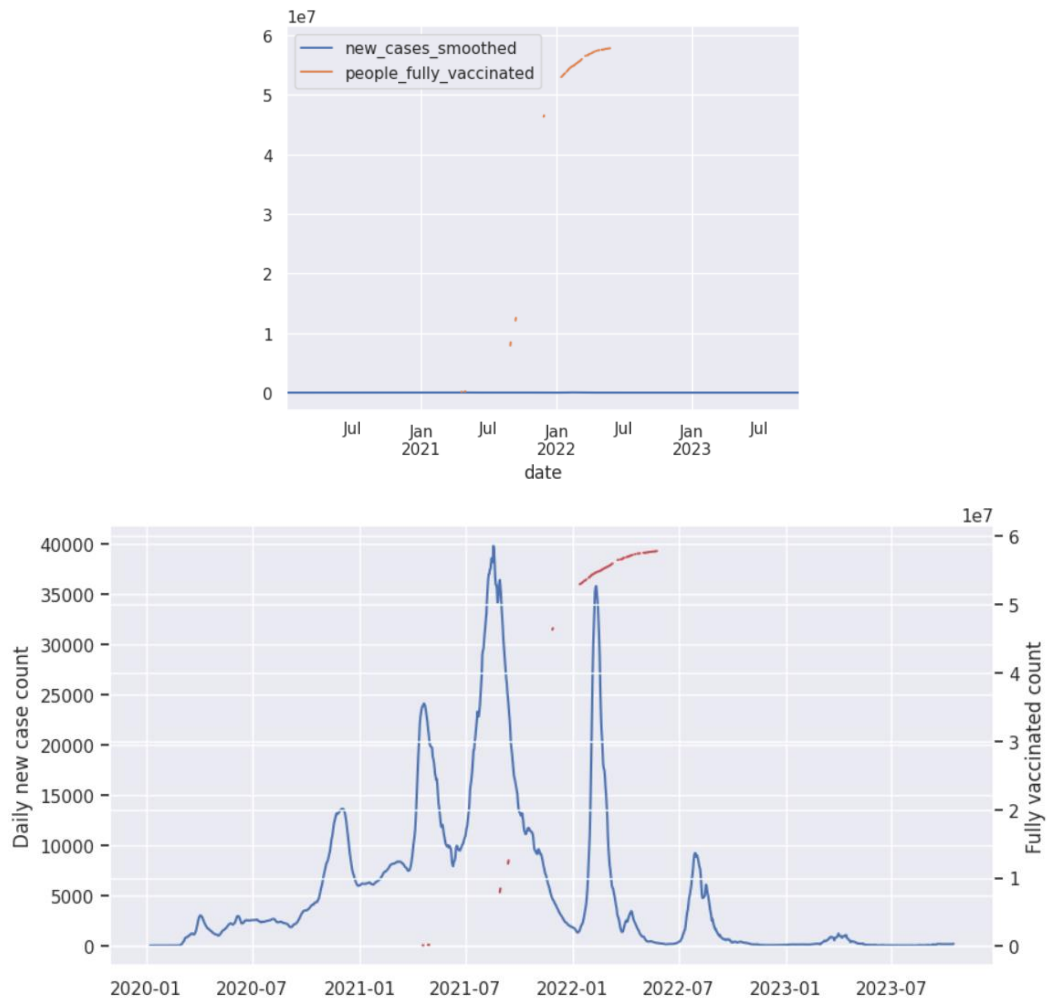 1e7
6
new_cases_smoothed
people_fully_vaccinated
5
4
3
2
1
0
Jul Jan Jul Jan Jul Jan Jul
2021 2022 2023
date
1e7
40000 6
35000
5
30000
4
25000
20000 3
15000
2
10000
1
5000
0 0
Daily new case count
Fully vaccinated count
2020-01 2020-07 2021-01 2021-07 2022-01 2022-07 2023-01 2023-07